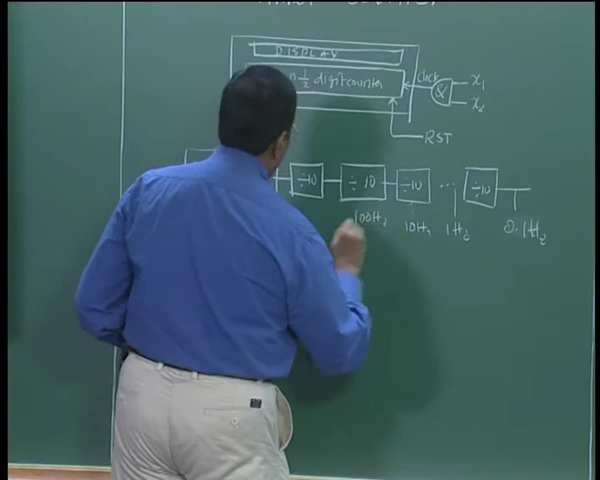 DISPLAY
n 1/2 digit counter
clock
&
x1
x2
RST
÷10 ÷10 ÷10 ... ÷10
100Hz 10Hz 1Hz 0.1Hz